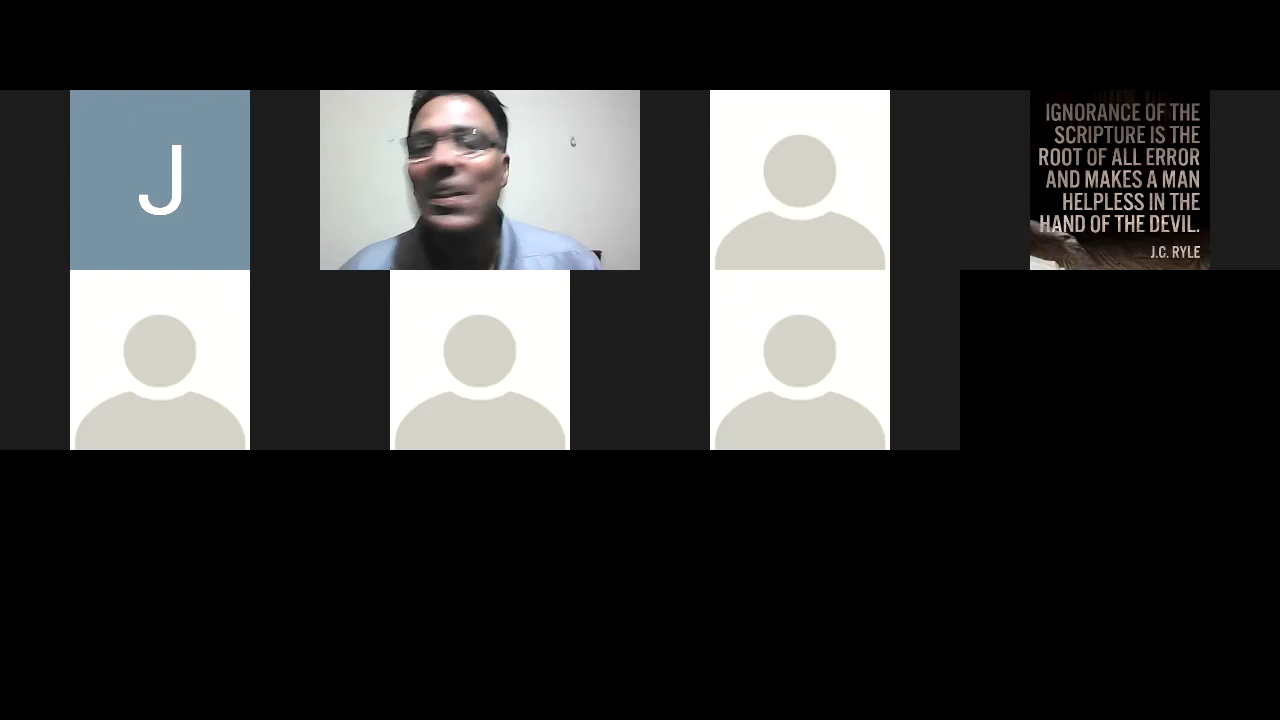 J
IGNORANCE OF THE
SCRIPTURE IS THE
ROOT OF ALL ERROR
AND MAKES A MAN
HELPLESS IN THE
HAND OF THE DEVIL.
J.C. RYLE